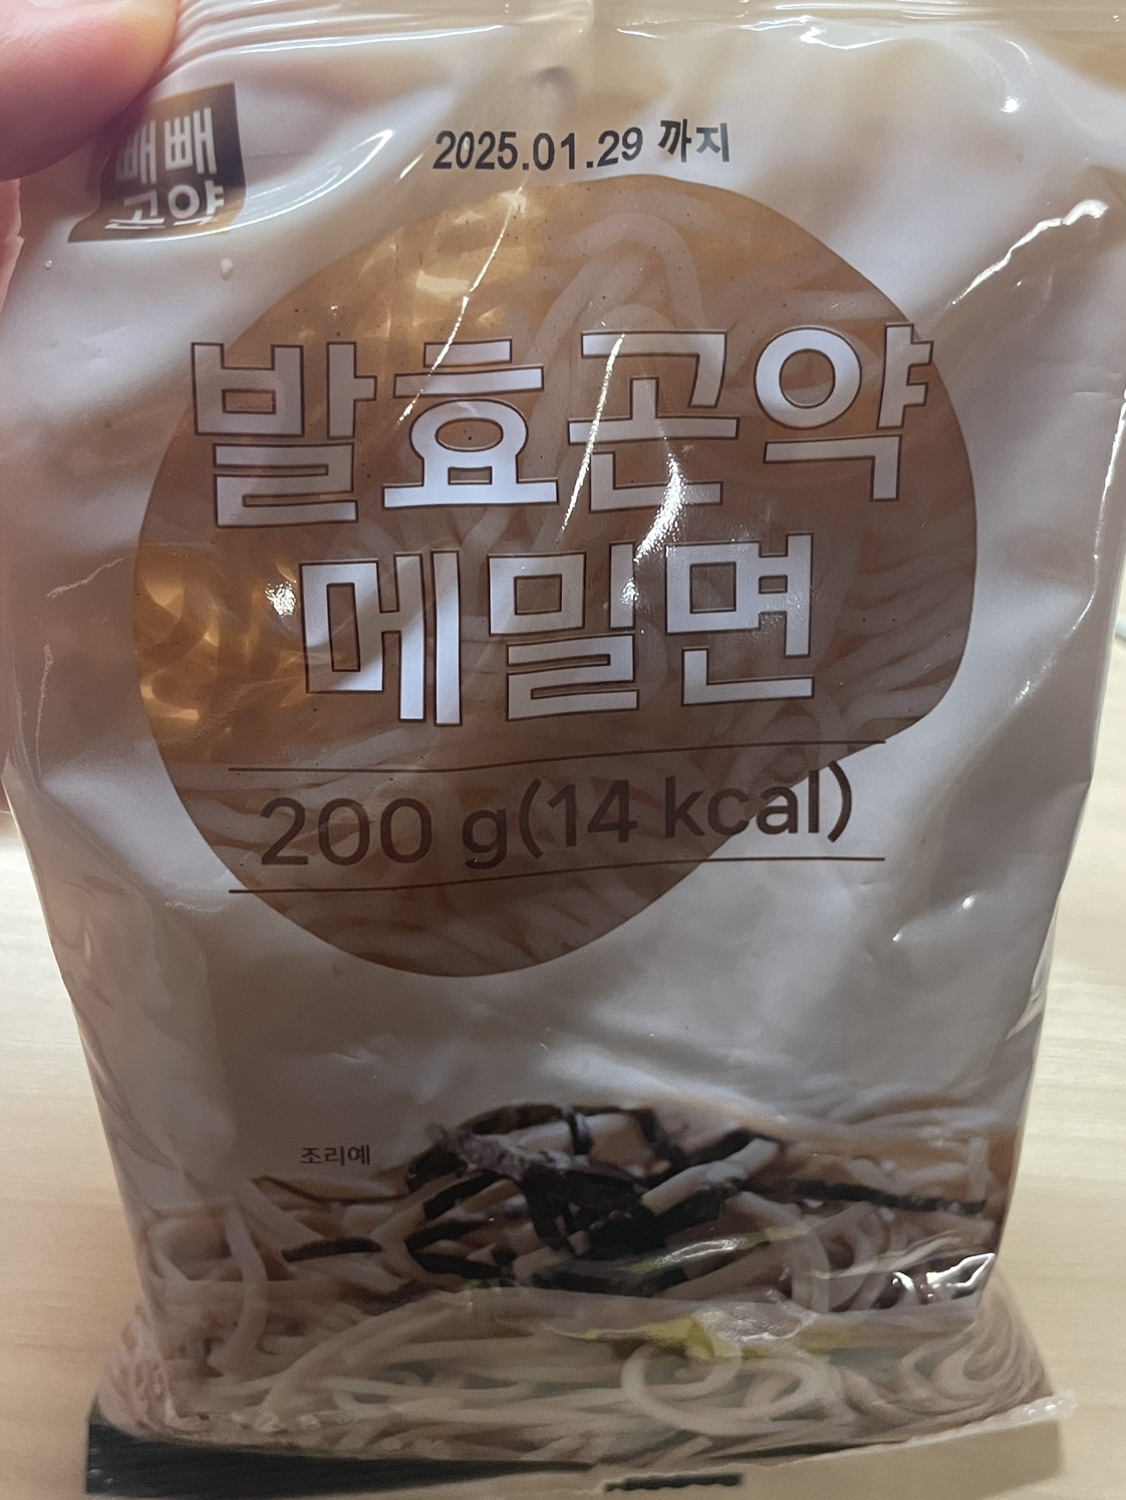 빼빼
곤약
2025.01.29 까지
발효곤약
메밀면
200 g(14 kcal)
조리예